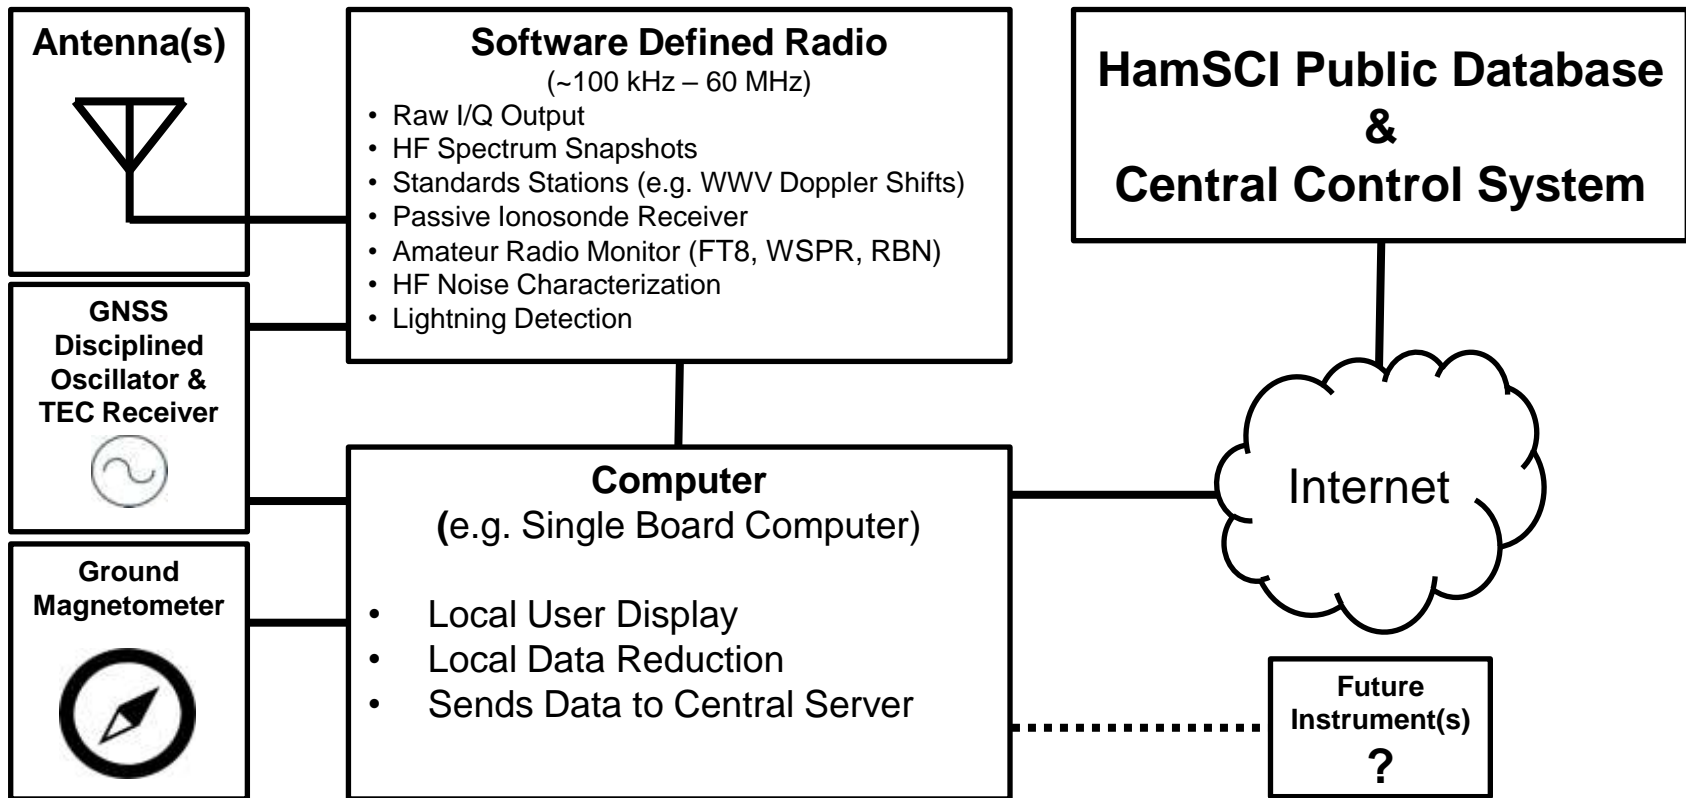 Antenna(s)
Software Defined Radio
(~100 kHz – 60 MHz)
• Raw I/Q Output
• HF Spectrum Snapshots
• Standards Stations (e.g. WWV Doppler Shifts)
• Passive Ionosonde Receiver
• Amateur Radio Monitor (FT8, WSPR, RBN)
• HF Noise Characterization
• Lightning Detection
HamSCI Public Database
&
Central Control System
GNSS
Disciplined
Oscillator &
TEC Receiver
Computer
(e.g. Single Board Computer)
• Local User Display
• Local Data Reduction
• Sends Data to Central Server
Internet
Ground
Magnetometer
Future
Instrument(s)
?